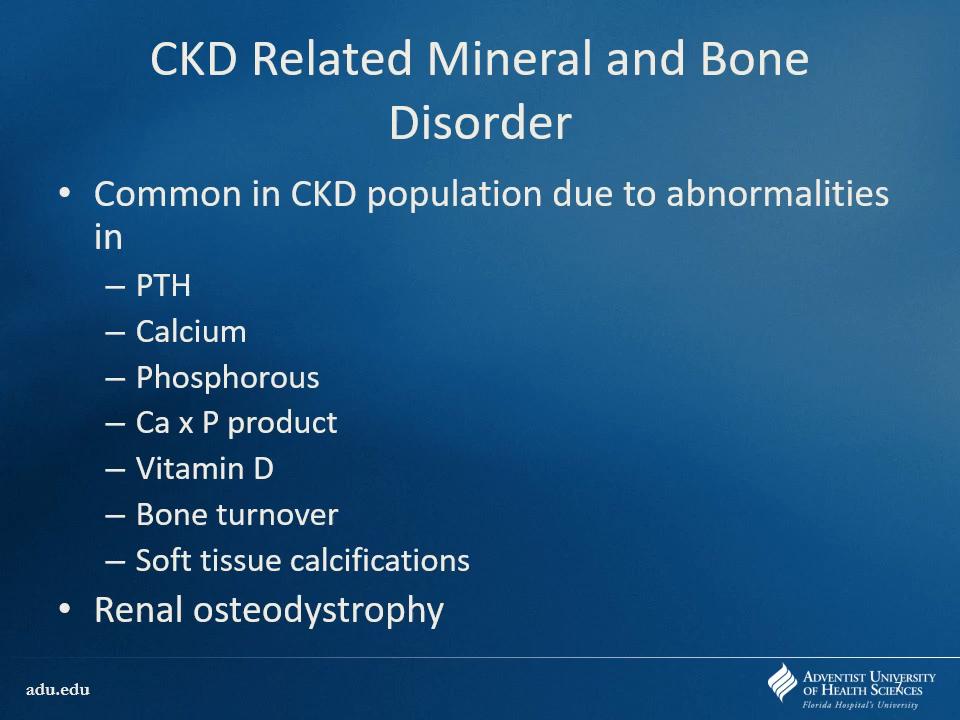 CKD Related Mineral and Bone
Disorder
• Common in CKD population due to abnormalities
in
– PTH
– Calcium
– Phosphorous
– Ca x P product
– Vitamin D
– Bone turnover
– Soft tissue calcifications
• Renal osteodystrophy
adu.edu
ADVENTIST UNIVERSITY
OF HEALTH SCIENCES
Florida Hospital's University
7